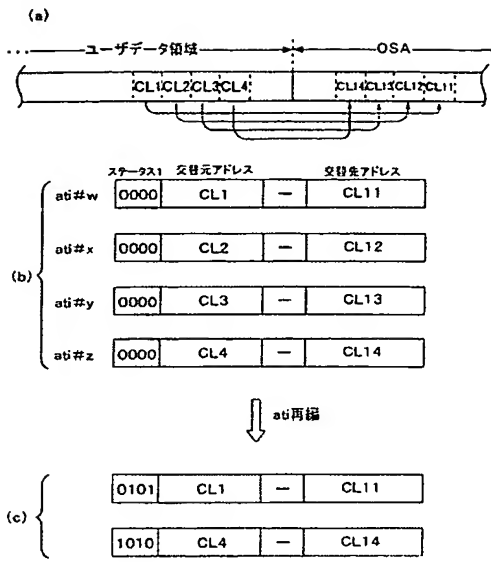 (a)
… ユーザデータ領域 OSA
CL1 CL2 CL3 CL4 CL14 CL13 CL12 CL11
ステータス1 交替元アドレス 交替先アドレス
ati#w 0000 CL1 — CL11
ati#x 0000 CL2 — CL12
(b)
ati#y 0000 CL3 — CL13
ati#z 0000 CL4 — CL14
ati再編
0101 CL1 — CL11
(c)
1010 CL4 — CL14